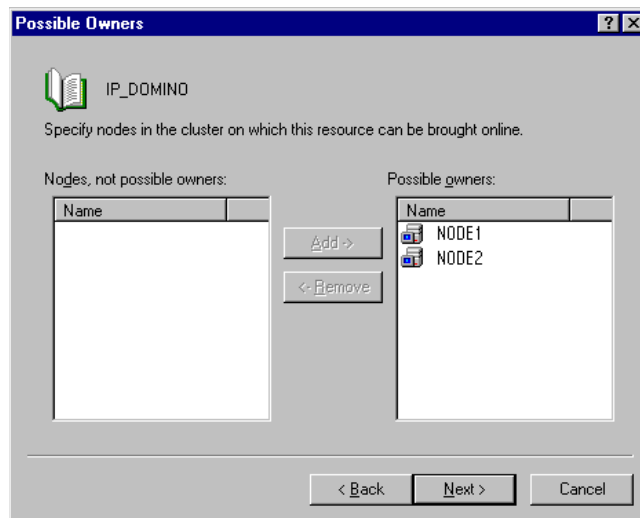 Possible Owners
IP_DOMINO
Specify nodes in the cluster on which this resource can be brought online.
Nodes, not possible owners:
Possible owners:
Name
Name
NODE1
NODE2
Add ->
<- Remove
< Back
Next >
Cancel